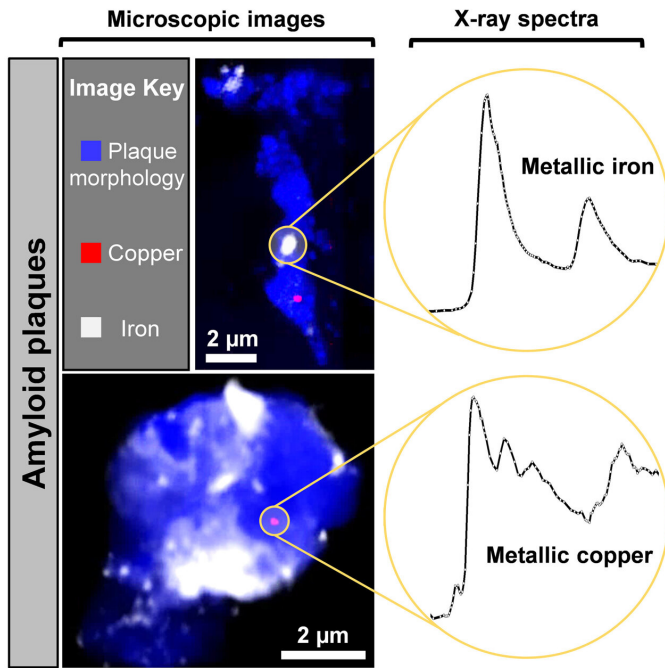 Microscopic images
X-ray spectra
Amyloid plaques
Image Key
Plaque
morphology
Copper
Iron
2 µm
Metallic iron
2 µm
Metallic copper